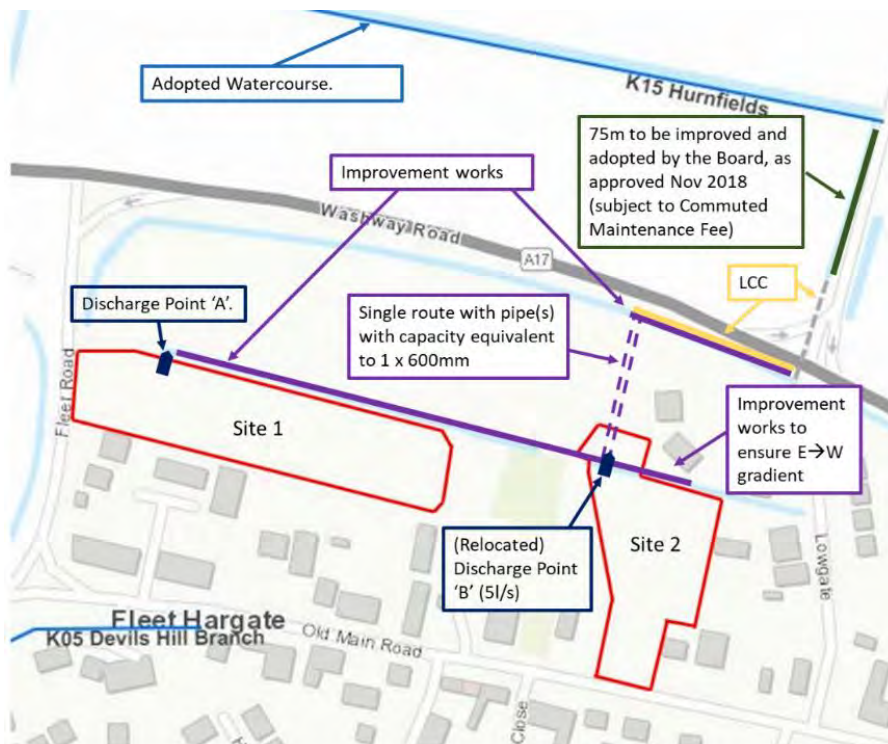 Adopted Watercourse.
K15 Hurnfields
75m to be improved and
adopted by the Board, as
approved Nov 2018
(subject to Commuted
Maintenance Fee)
Improvement works
Washway Road
A17
LCC
Discharge Point 'A'.
Single route with pipe(s)
with capacity equivalent
to 1 x 600mm
Fleet Road
Site 1
Improvement
works to
ensure E→W
gradient
(Relocated)
Discharge Point
'B' (5l/s)
Site 2
Lowgate
Fleet Hargate
K05 Devils Hill Branch
Old Main Road
Close